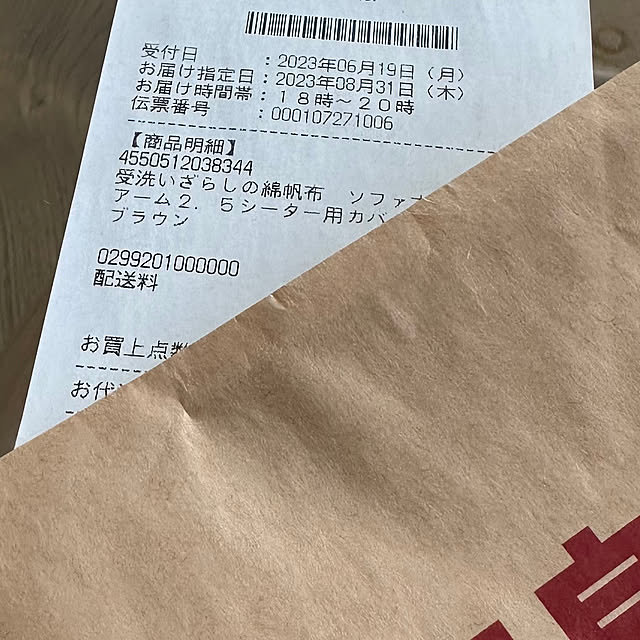 受付日　：2023年06月19日（月）
お届け指定日：2023年08月31日（木）
お届け時間帯：１８時～２０時
伝票番号　：000107271006
【商品明細】
4550512038344
受洗いざらしの綿帆布　ソファ
アーム２．５シーター用カバ
ブラウン
0299201000000
配送料
お買上点数
お代